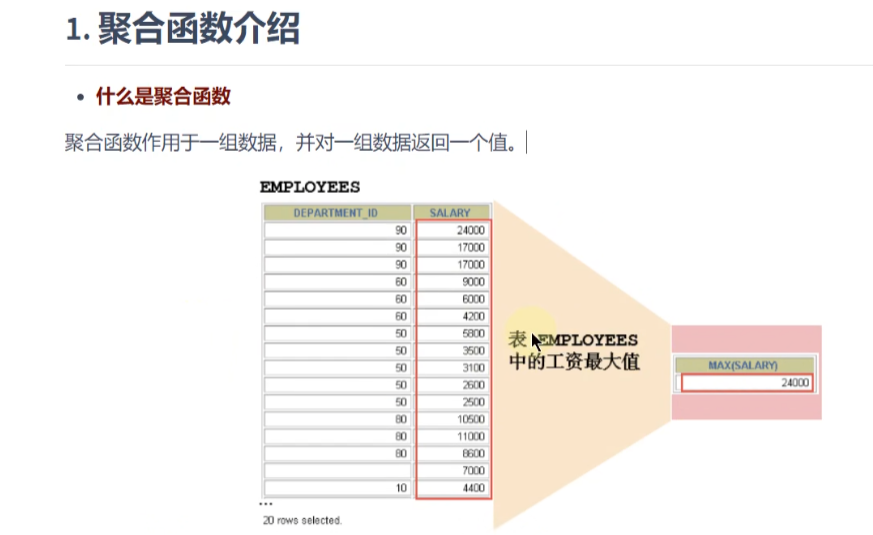 1. 聚合函数介绍
• 什么是聚合函数
聚合函数作用于一组数据，并对一组数据返回一个值。
EMPLOYEES
DEPARTMENT_ID SALARY
90 24000
90 17000
90 17000
60 9000
60 6000
60 4200
50 5800
50 3500
50 3100
50 2600
50 2500
80 10500
80 11000
80 8600
7000
10 4400
...
20 rows selected.
表 EMPLOYEES
中的工资最大值
MAX(SALARY)
24000